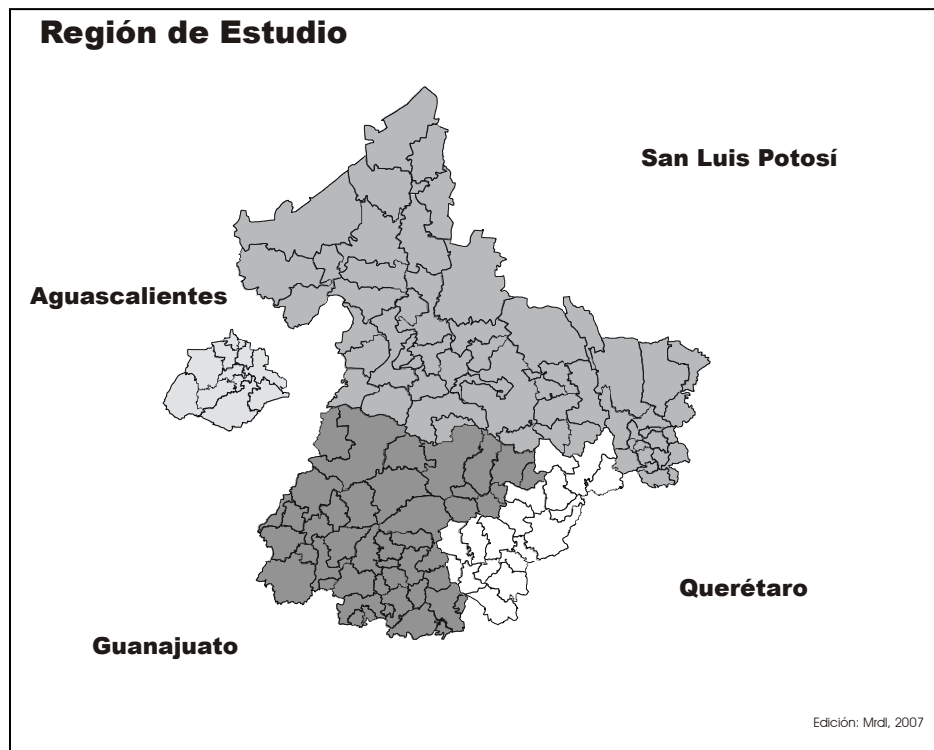 Región de Estudio
San Luis Potosí
Aguascalientes
Querétaro
Guanajuato
Edición: Mrdl, 2007